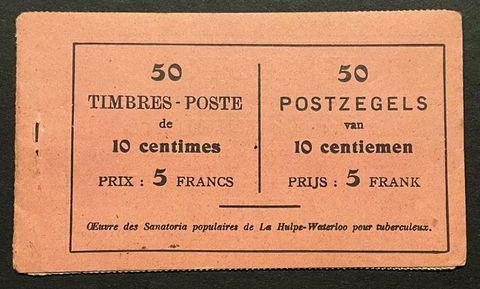 50
TIMBRES-POSTE
de
10 centimes
PRIX : 5 FRANCS
50
POSTZEGELS
van
10 centiemen
PRIJS : 5 FRANK
Œuvre des Sanatoria populaires de La Hulpe-Waterloo pour tuberculeux.